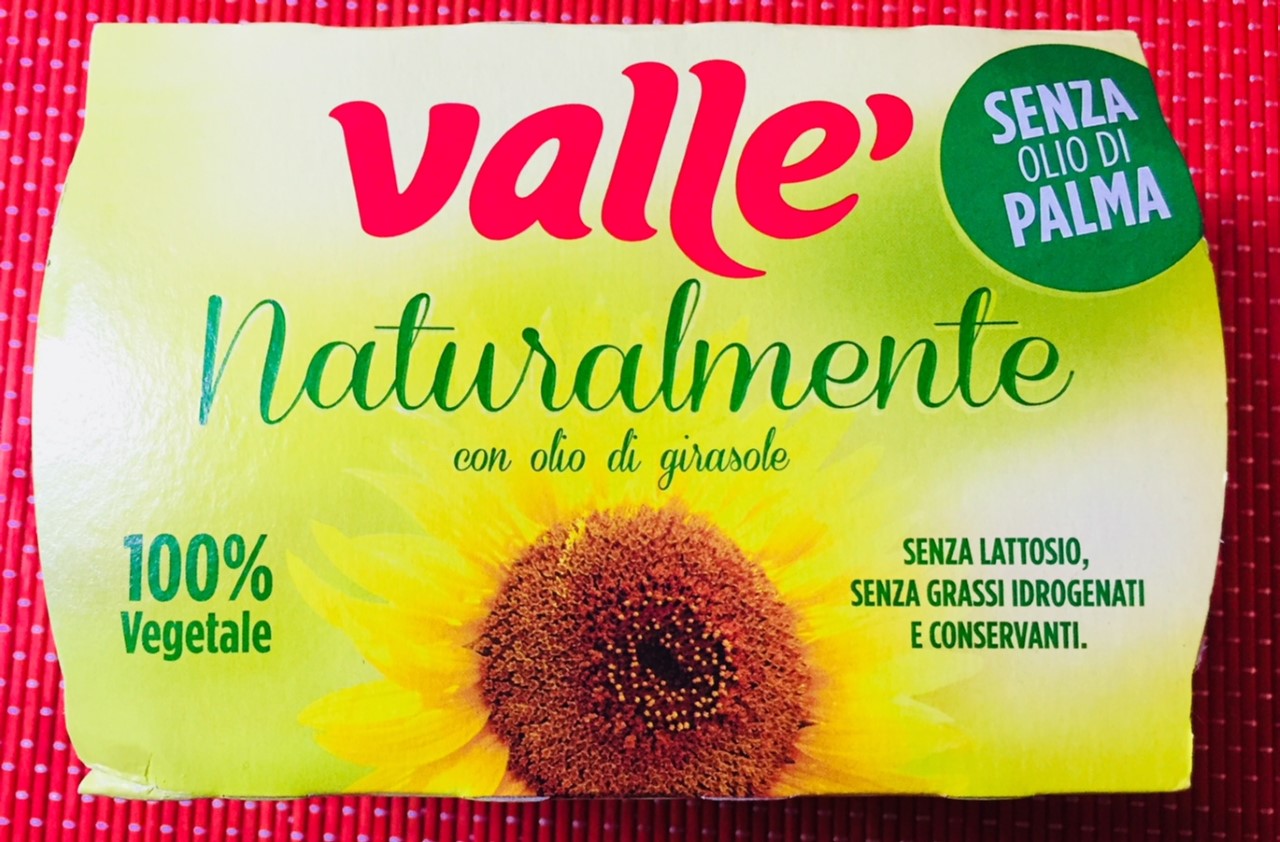 valle'
SENZA
OLIO DI
PALMA
Naturalmente
con olio di girasole
100%
Vegetale
SENZA LATTOSIO,
SENZA GRASSI IDROGENATI
E CONSERVANTI.